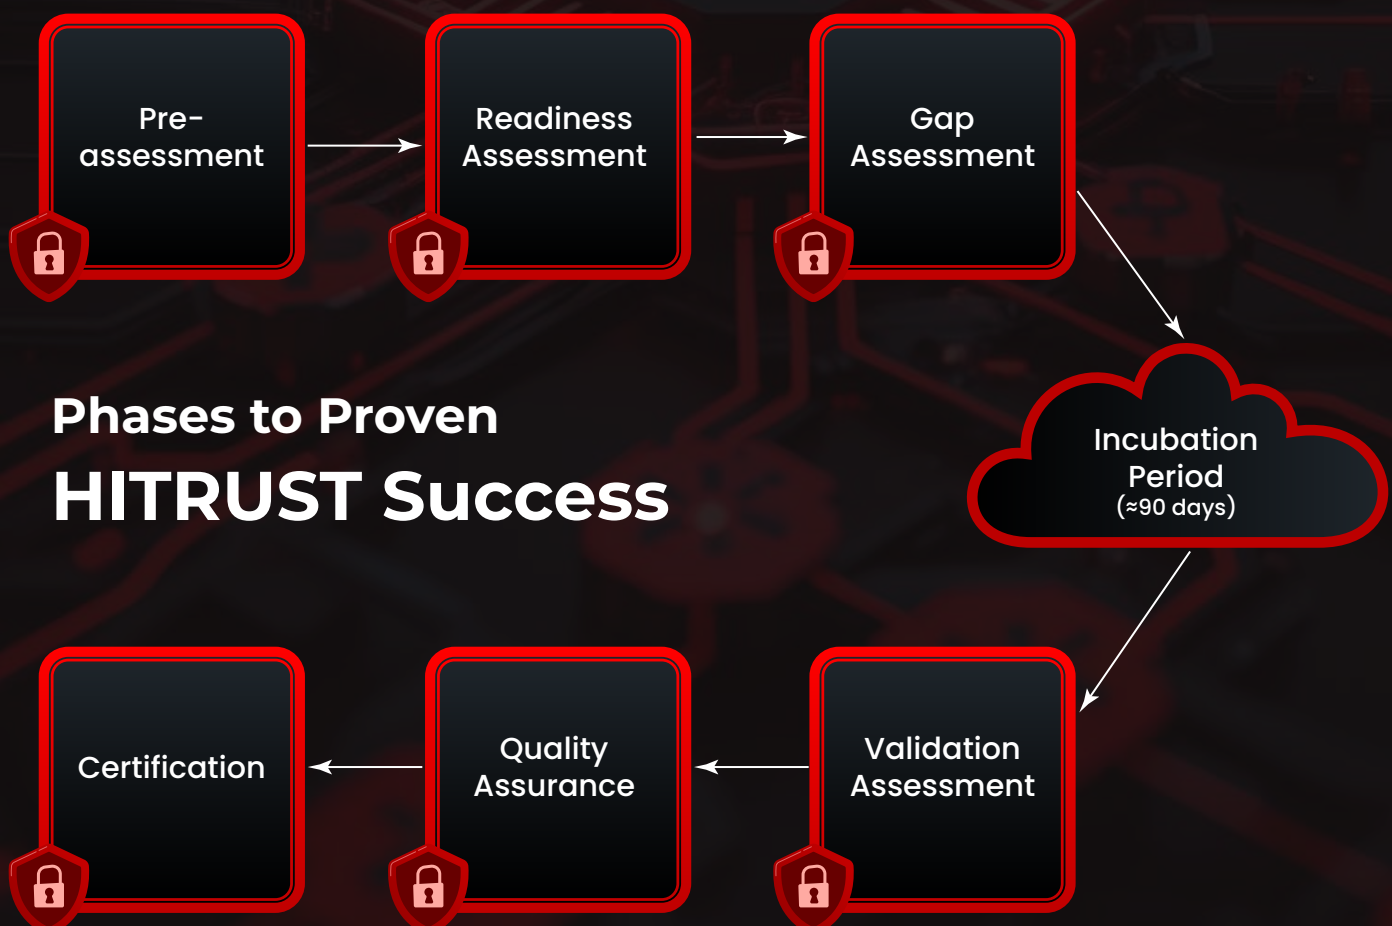 Pre-
assessment
Readiness
Assessment
Gap
Assessment
Phases to Proven
HITRUST Success
Incubation
Period
(≈90 days)
Certification
Quality
Assurance
Validation
Assessment